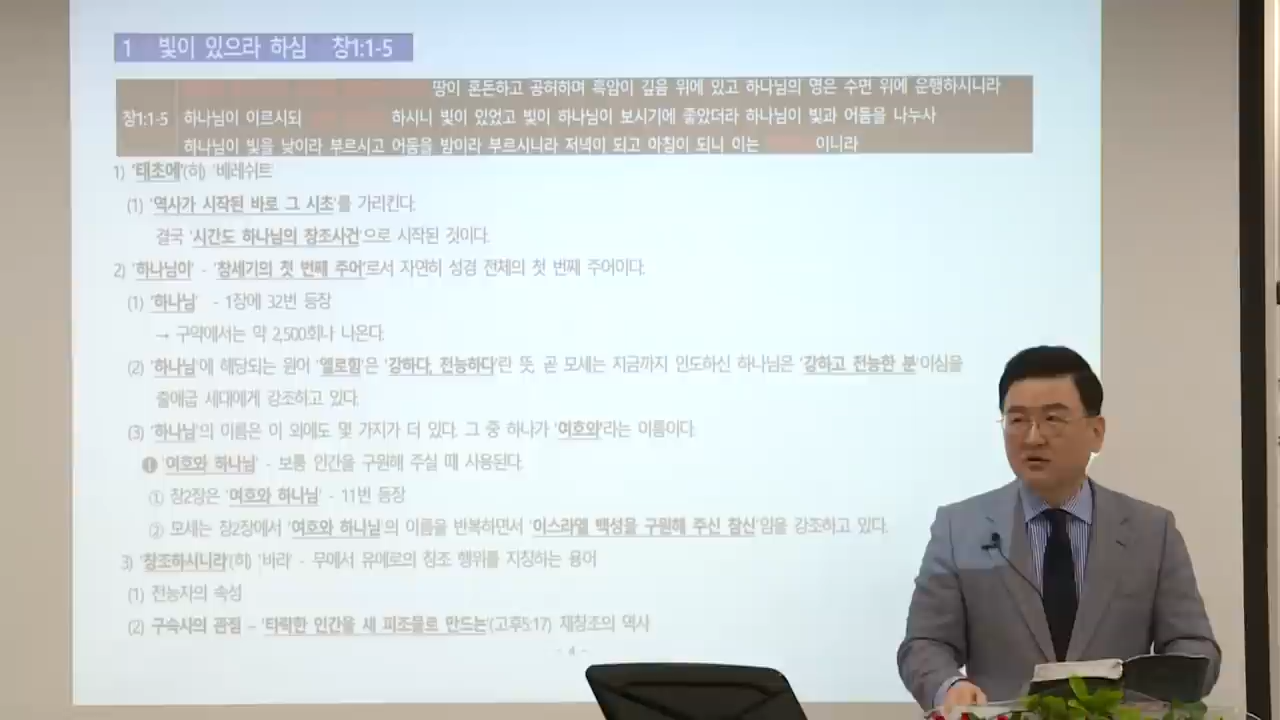 1 빛이 있으라 하심 창1:1-5
땅이 혼돈하고 공허하며 흑암이 깊음 위에 있고 하나님의 영은 수면 위에 운행하시니라
창1:1-5 하나님이 이르시되 하시니 빛이 있었고 빛이 하나님이 보시기에 좋았더라 하나님이 빛과 어둠을 나누사
하나님이 빛을 낮이라 부르시고 어둠을 밤이라 부르시니라 저녁이 되고 아침이 되니 이는 이니라
1) '태초에'(히) '베레쉬트'
(1) '역사가 시작된 바로 그 시초'를 가리킨다.
결국 '시간도 하나님의 창조사건'으로 시작된 것이다.
2) '하나님이' - '창세기의 첫 번째 주어'로서 자연히 성경 전체의 첫 번째 주어이다.
(1) '하나님' - 1장에 32번 등장
→ 구약에서는 약 2,500회나 나온다.
(2) '하나님'에 해당되는 원어 '엘로힘'은 '강하다, 전능하다'란 뜻, 곧 모세는 지금까지 인도하신 하나님은 '강하고 전능한 분'이심을
출애굽 세대에게 강조하고 있다.
(3) '하나님'의 이름은 이 외에도 몇 가지가 더 있다. 그 중 하나가 '여호와'라는 이름이다.
❶ '여호와 하나님' - 보통 인간을 구원해 주실 때 사용된다.
① 창2장은 '여호와 하나님' - 11번 등장
② 모세는 창2장에서 '여호와 하나님'의 이름을 반복하면서 '이스라엘 백성을 구원해 주신 참신'임을 강조하고 있다.
3) '창조하시니라'(히) '바라' - 무에서 유에로의 창조 행위를 지칭하는 용어
(1) 전능자의 속성
(2) 구속사의 관점 – '타락한 인간을 새 피조물로 만드는'(고후5:17) 재창조의 역사
- 4 -